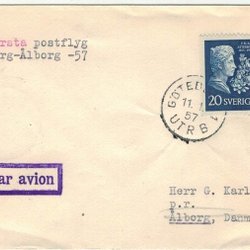 rsta postflyg
rg-Ålborg -57
GÖTEB
11.
57
UTR B
20 SVERIGE
ar avion
Herr G. Karl
p.r.
Ålborg, Danm